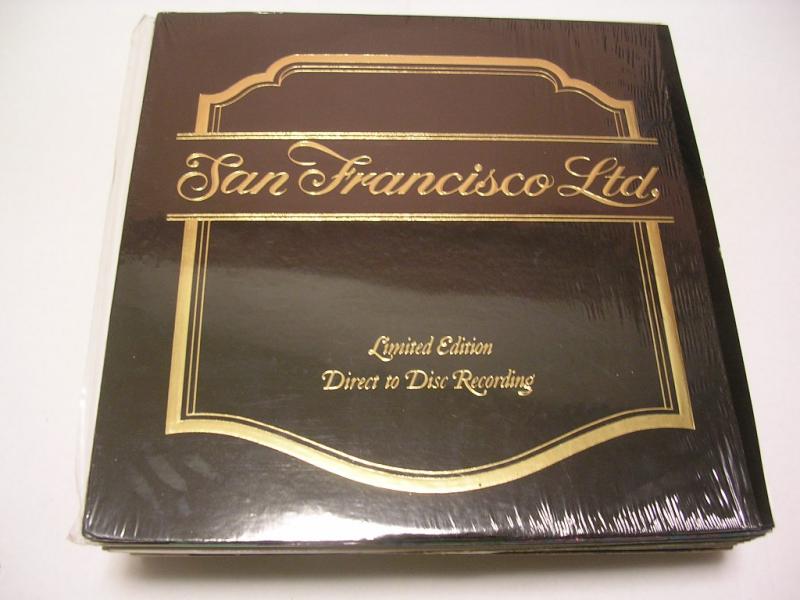 San Francisco Ltd.
Limited Edition
Direct to Disc Recording